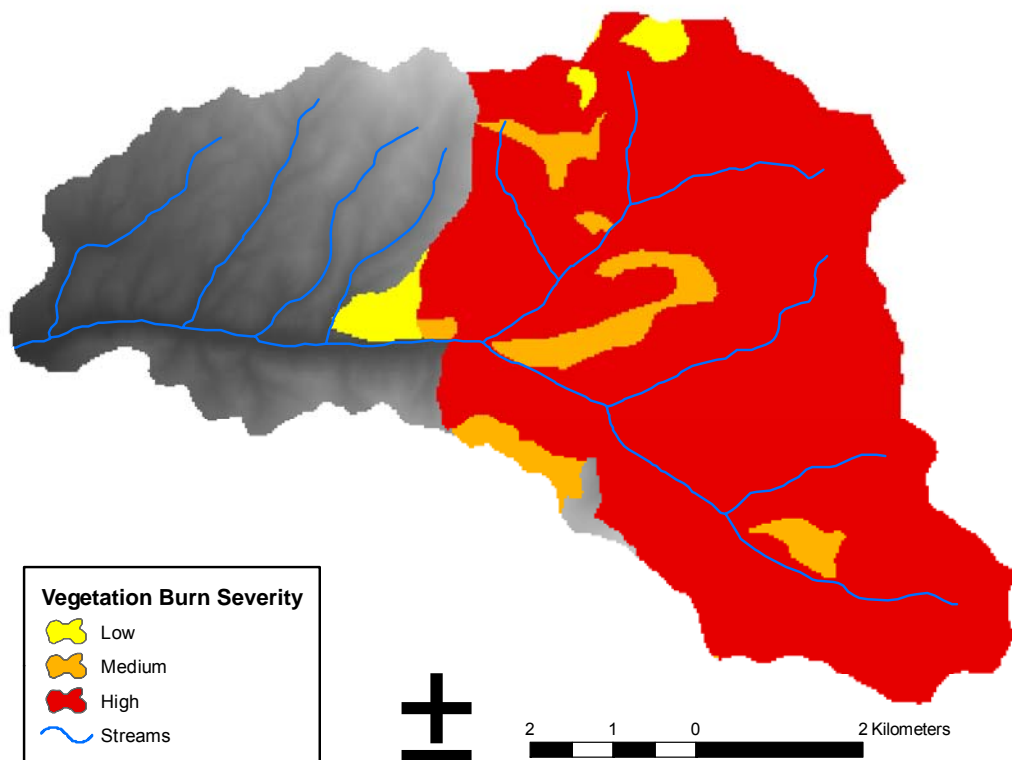 Vegetation Burn Severity
Low
Medium
High
Streams
2 1 0 2 Kilometers